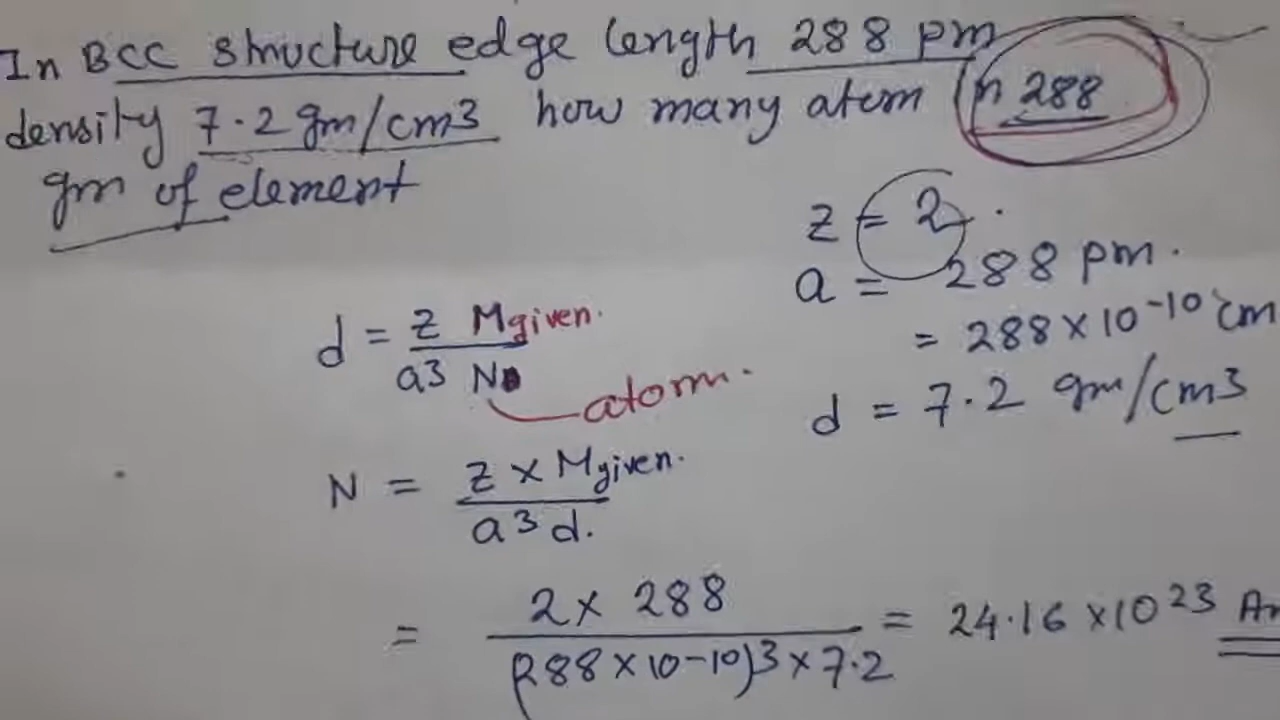 In BCC structure edge length 288 pm
density 7.2 gm/cm3 how many atom in 288
gm of element
z = 2.
a = 288 pm.
= 288×10-10 cm
d = 7.2 gm/cm3
d = z Mgiven.
a3 N
atom.
N = z × Mgiven.
a3 d.
= 2× 288
(288×10-10)3×7.2
= 24.16×10 23